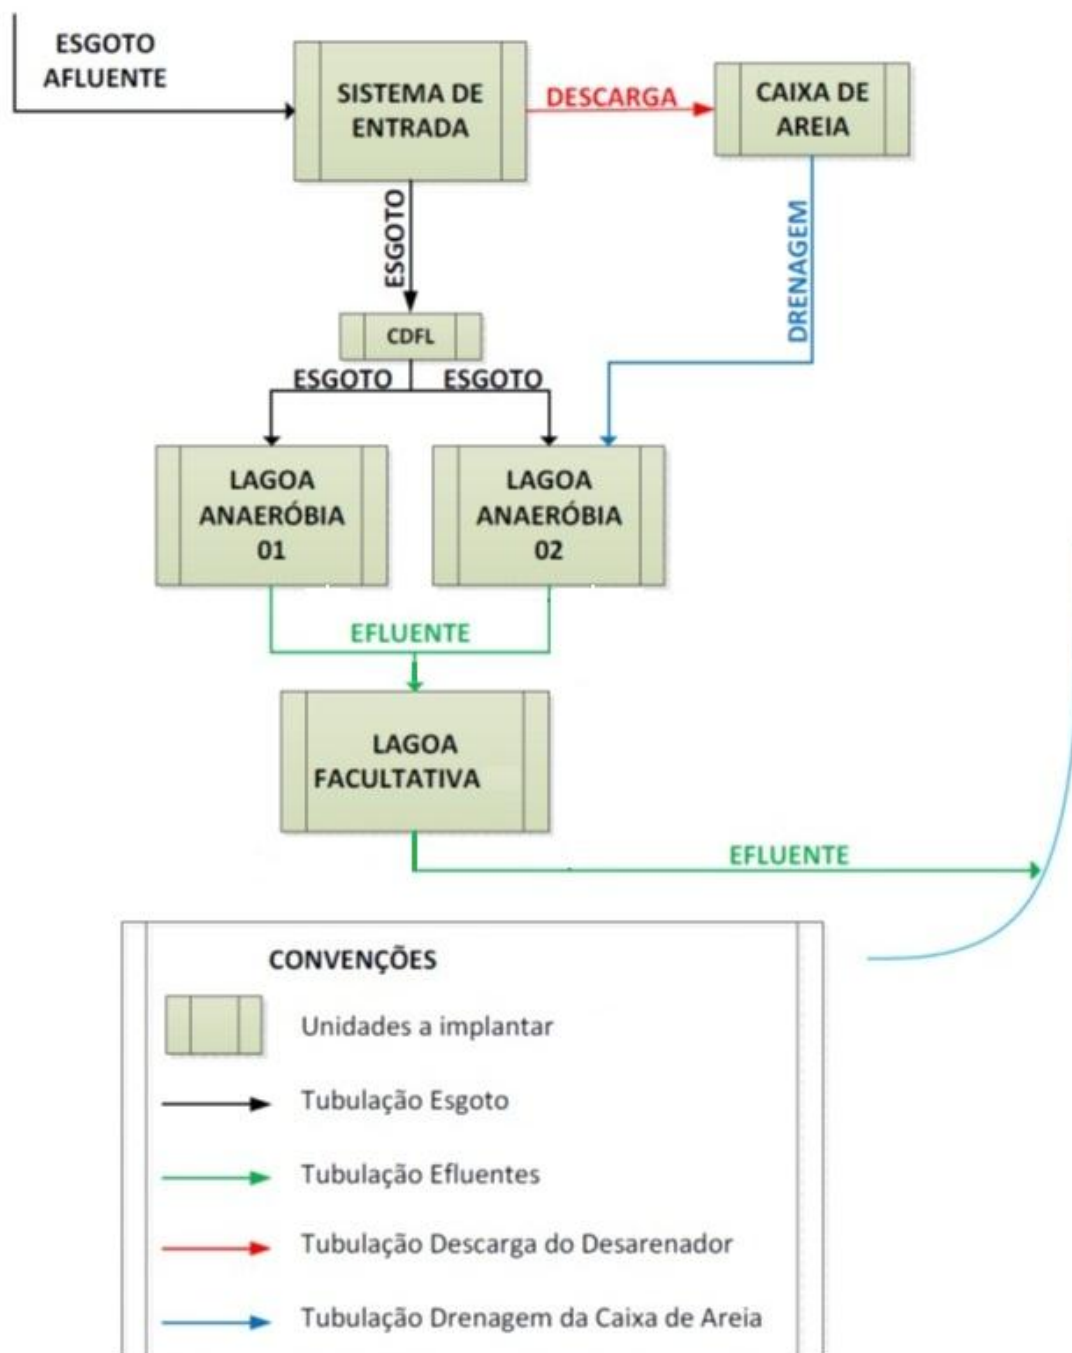 ESGOTO
AFLUENTE
SISTEMA DE
ENTRADA
DESCARGA
CAIXA DE
AREIA
ESGOTO
DRENAGEM
CDFL
ESGOTO
ESGOTO
LAGOA
ANAERÓBIA
01
LAGOA
ANAERÓBIA
02
EFLUENTE
LAGOA
FACULTATIVA
EFLUENTE
CONVENÇÕES
Unidades a implantar
Tubulação Esgoto
Tubulação Efluentes
Tubulação Descarga do Desarenador
Tubulação Drenagem da Caixa de Areia